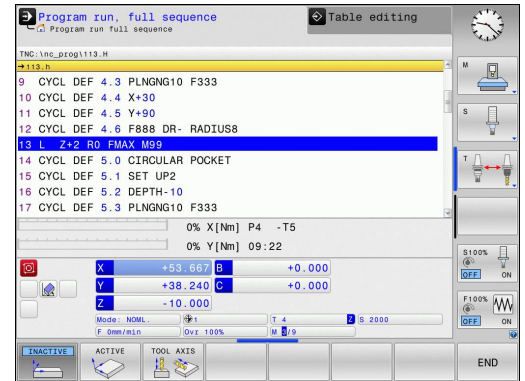 Program run, full sequence
Program run full sequence
Table editing
TNC:\nc_prog\113.H
→113.h
9 CYCL DEF 4.3 PLNGNG10 F333
10 CYCL DEF 4.4 X+30
11 CYCL DEF 4.5 Y+90
12 CYCL DEF 4.6 F888 DR- RADIUS8
13 L Z+2 R0 FMAX M99
14 CYCL DEF 5.0 CIRCULAR POCKET
15 CYCL DEF 5.1 SET UP2
16 CYCL DEF 5.2 DEPTH-10
17 CYCL DEF 5.3 PLNGNG10 F333
0% X[Nm] P4 -T5
0% Y[Nm] 09:22
X +53.667 B +0.000
Y +38.240 C +0.000
Z -10.000
Mode: NOML. 1 T 4 Z S 2000
F 0mm/min Ovr 100% M 3/9
M
S
T
S100%
OFF ON
F100%
OFF ON
INACTIVE ACTIVE TOOL AXIS END